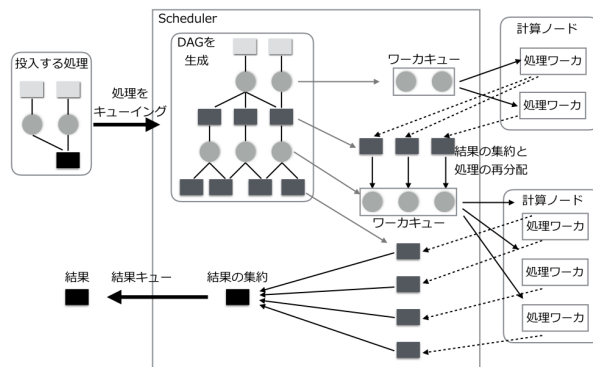 Scheduler
投入する処理
処理を
キューイング
DAGを
生成
ワーカキュー
計算ノード
処理ワーカ
処理ワーカ
結果の集約と
処理の再分配
ワーカキュー
計算ノード
処理ワーカ
処理ワーカ
処理ワーカ
結果
結果キュー
結果の集約